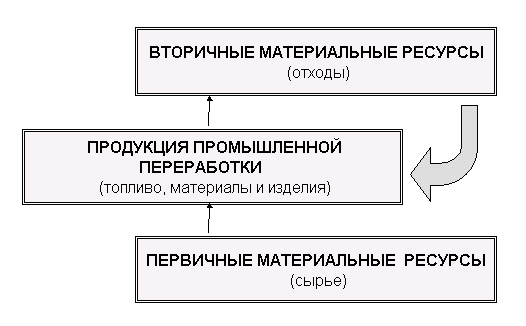 ВТОРИЧНЫЕ МАТЕРИАЛЬНЫЕ РЕСУРСЫ
(отходы)
ПРОДУКЦИЯ ПРОМЫШЛЕННОЙ
ПЕРЕРАБОТКИ
(топливо, материалы и изделия)
ПЕРВИЧНЫЕ МАТЕРИАЛЬНЫЕ РЕСУРСЫ
(сырье)